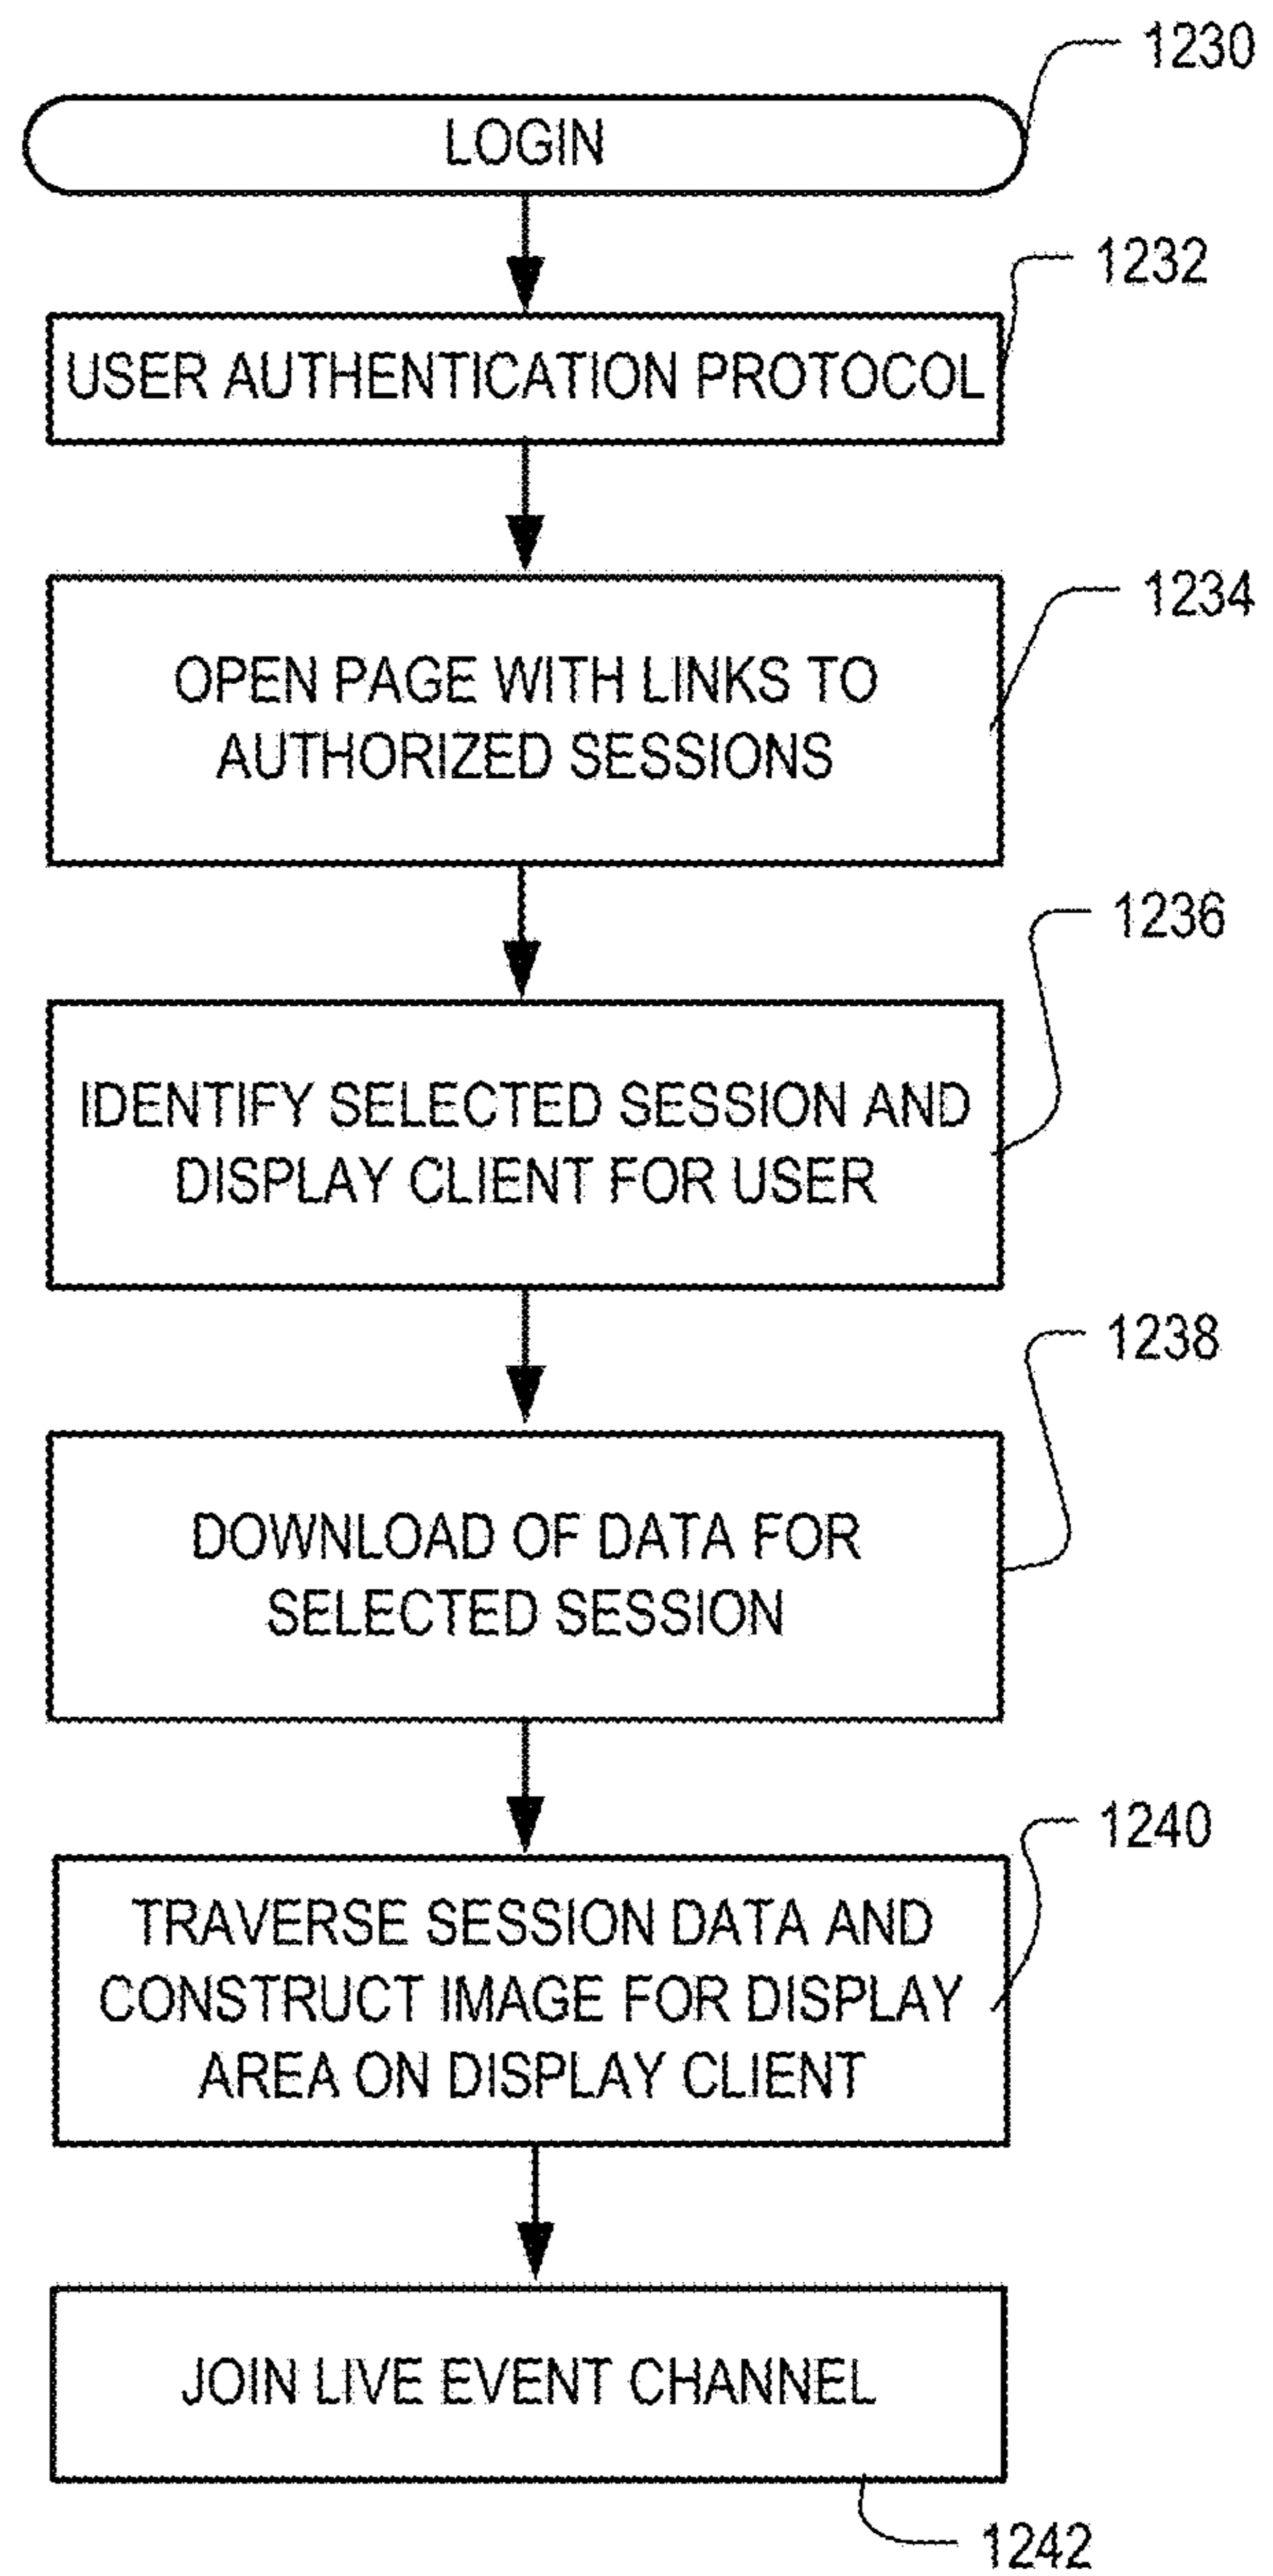 1230
LOGIN
1232
USER AUTHENTICATION PROTOCOL
1234
OPEN PAGE WITH LINKS TO
AUTHORIZED SESSIONS
1236
IDENTIFY SELECTED SESSION AND
DISPLAY CLIENT FOR USER
1238
DOWNLOAD OF DATA FOR
SELECTED SESSION
1240
TRAVERSE SESSION DATA AND
CONSTRUCT IMAGE FOR DISPLAY
AREA ON DISPLAY CLIENT
JOIN LIVE EVENT CHANNEL
1242